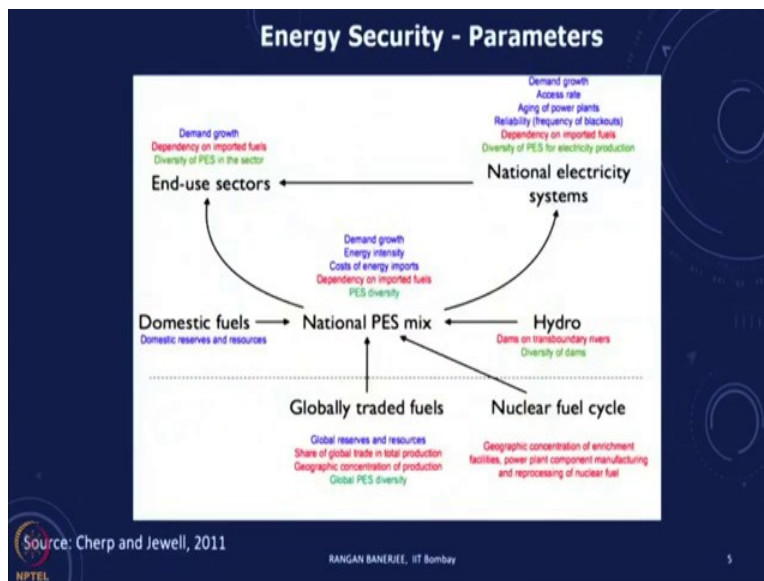 Energy Security - Parameters
Demand growth
Access rate
Aging of power plants
Reliability (frequency of blackouts)
Dependency on imported fuels
Diversity of PES for electricity production
National electricity
systems
Demand growth
Dependency on imported fuels
Diversity of PES in the sector
End-use sectors
Demand growth
Energy intensity
Costs of energy imports
Dependency on imported fuels
PES diversity
Domestic fuels
Domestic reserves and resources
National PES mix
Hydro
Dams on transboundary rivers
Diversity of dams
Globally traded fuels
Global reserves and resources
Share of global trade in total production
Geographic concentration of production
Global PES diversity
Nuclear fuel cycle
Geographic concentration of enrichment
facilities, power plant component manufacturing
and reprocessing of nuclear fuel
Source: Cherp and Jewell, 2011
RANGAN BANERJEE, IIT Bombay
5
NPTEL